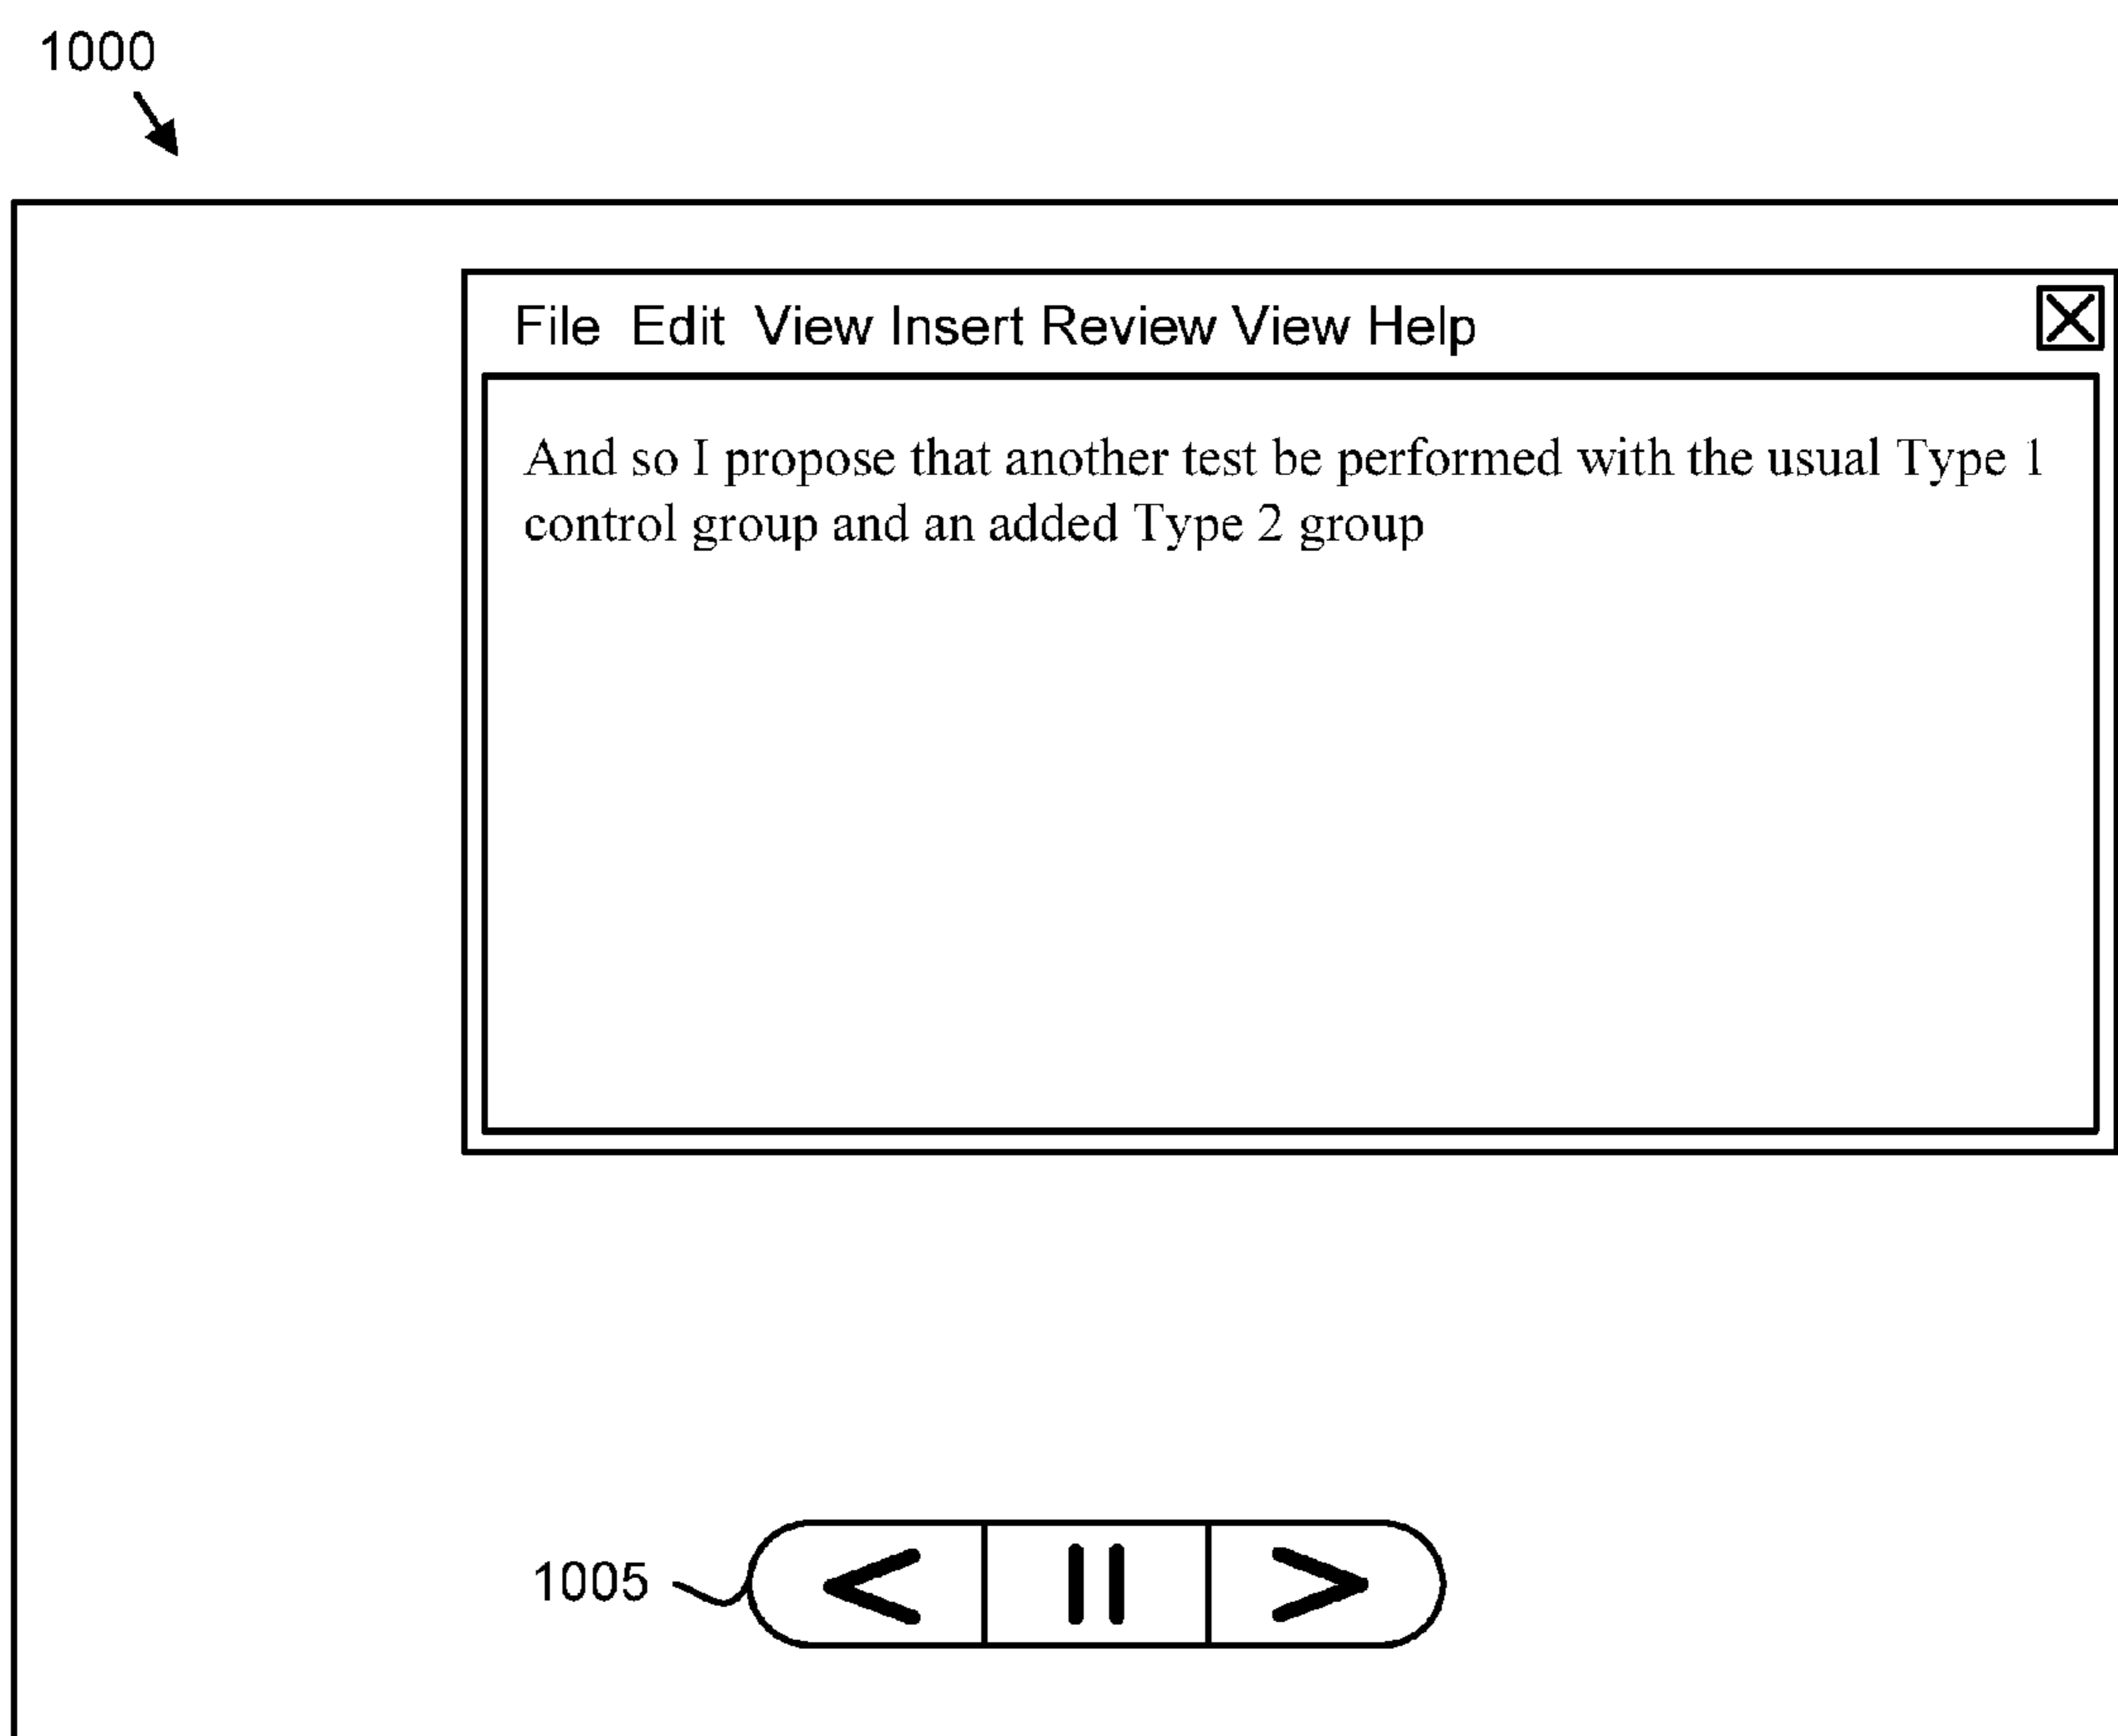 1000
File Edit View Insert Review View Help
And so I propose that another test be performed with the usual Type 1
control group and an added Type 2 group
1005